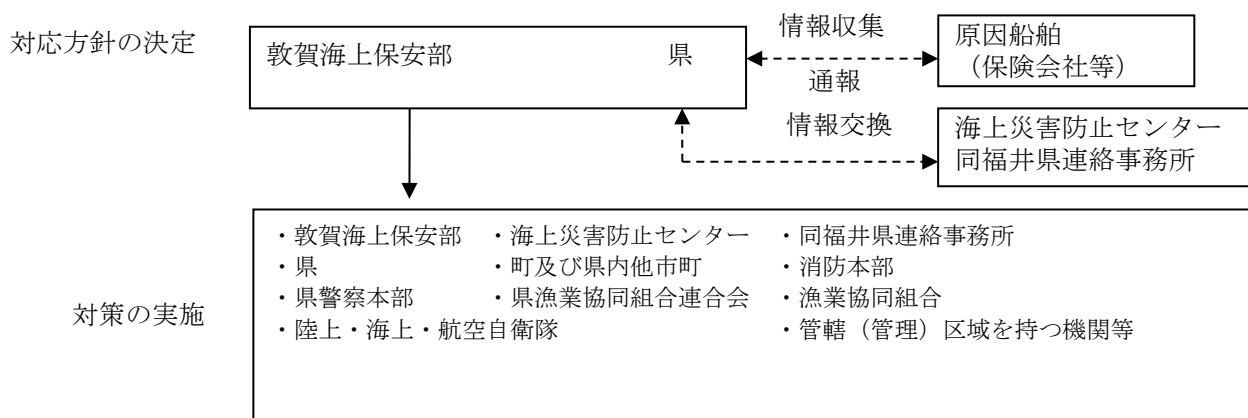 対応方針の決定
敦賀海上保安部 県
情報収集
通報
原因船舶
（保険会社等）
情報交換
海上災害防止センター
同福井県連絡事務所
対策の実施
・敦賀海上保安部 ・海上災害防止センター ・同福井県連絡事務所
・県 ・町及び県内他市町 ・消防本部
・県警察本部 ・県漁業協同組合連合会 ・漁業協同組合
・陸上・海上・航空自衛隊 ・管轄（管理）区域を持つ機関等